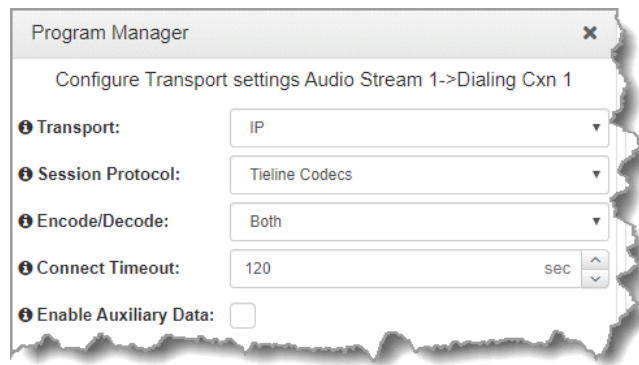 Program Manager
Configure Transport settings Audio Stream 1->Dialing Cxn 1
Transport: IP
Session Protocol: Tieline Codecs
Encode/Decode: Both
Connect Timeout: 120 sec
Enable Auxiliary Data: